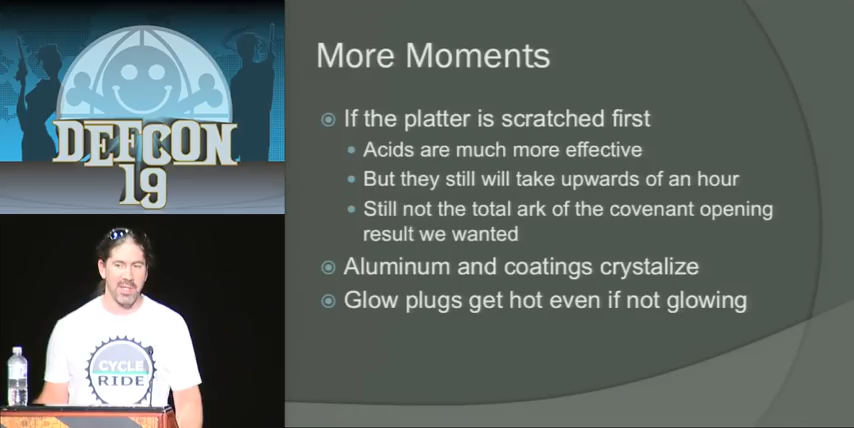 DEFCON
19
CYCLE
RIDE
More Moments
If the platter is scratched first
Acids are much more effective
But they still will take upwards of an hour
Still not the total ark of the covenant opening
result we wanted
Aluminum and coatings crystalize
Glow plugs get hot even if not glowing